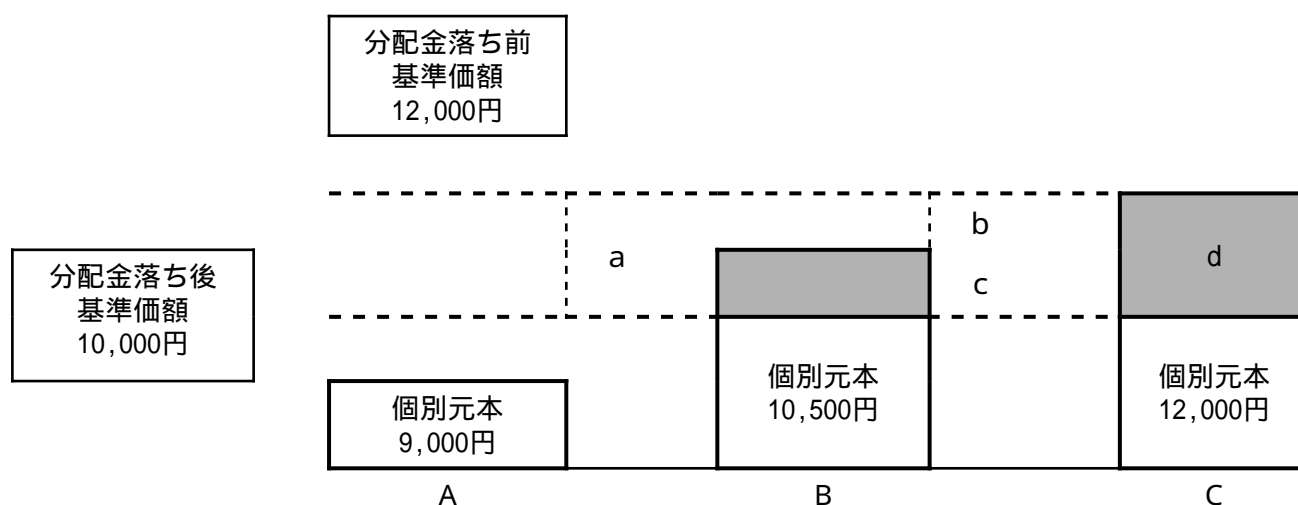 分配金落ち前
基準価額
12,000円
分配金落ち後
基準価額
10,000円
a
b
c
d
個別元本
9,000円
個別元本
10,500円
個別元本
12,000円
A
B
C